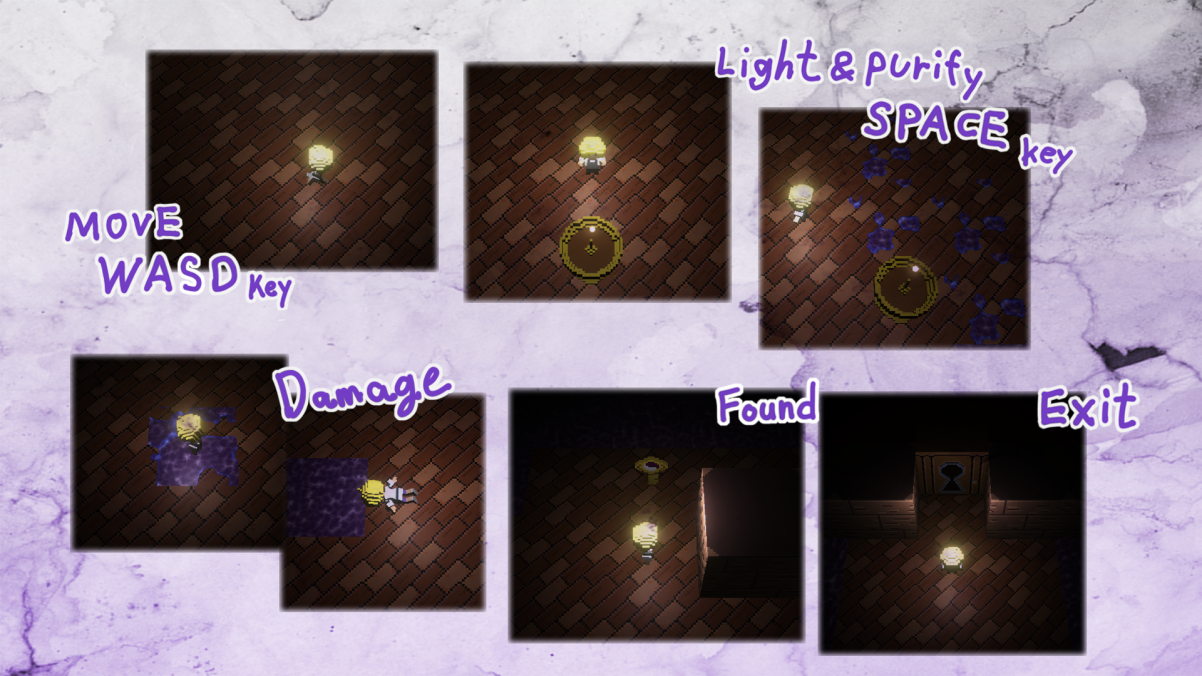 Light & purify
SPACE key
MOVE
WASD key
Damage
Found
Exit